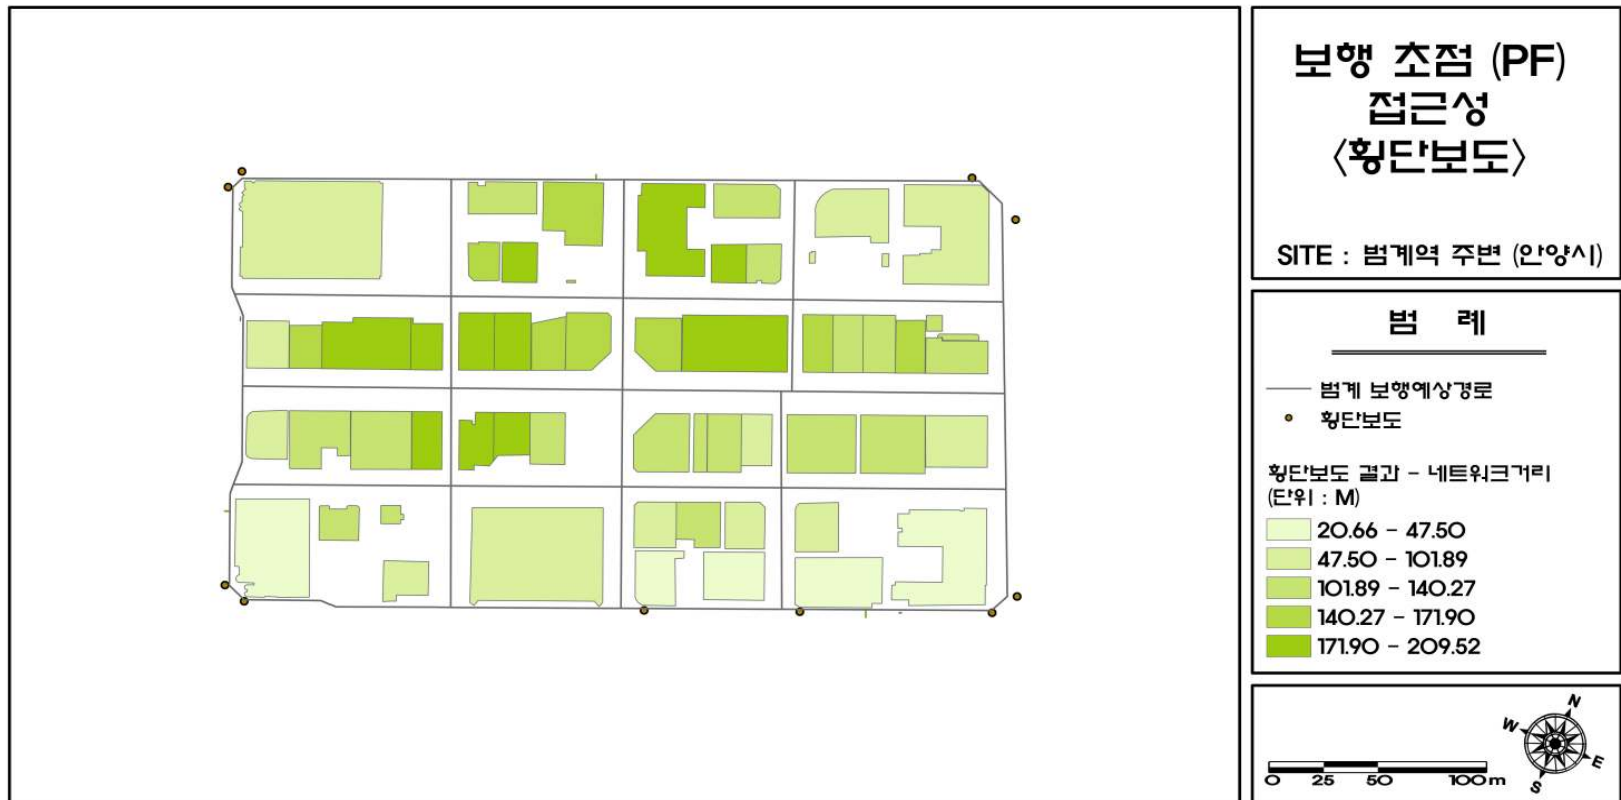 보행 초점 (PF)
접근성
〈횡단보도〉
SITE : 범계역 주변 (안양시)
범 례
범계 보행예상경로
횡단보도
횡단보도 결과 - 네트워크거리
(단위 : M)
20.66 - 47.50
47.50 - 101.89
101.89 - 140.27
140.27 - 171.90
171.90 - 209.52
N
W
E
S
0 25 50 100m